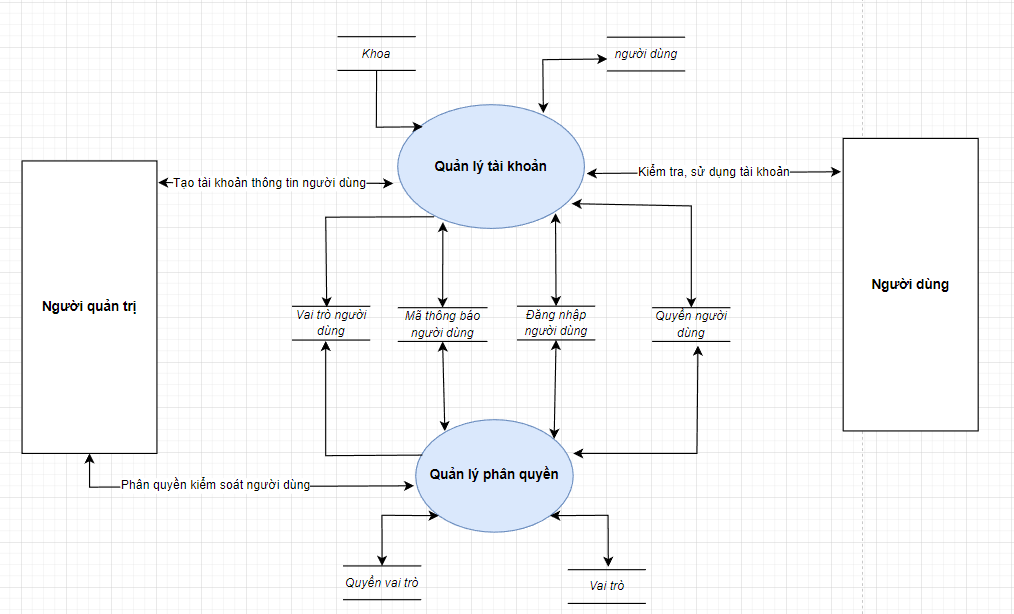 Khoa
người dùng
Quản lý tài khoản
Tạo tài khoản thông tin người dùng
Kiểm tra, sử dụng tài khoản
Người quản trị
Người dùng
Vai trò người
dùng
Mã thông báo
người dùng
Đăng nhập
người dùng
Quyền người
dùng
Quản lý phân quyền
Phân quyền kiểm soát người dùng
Quyền vai trò
Vai trò